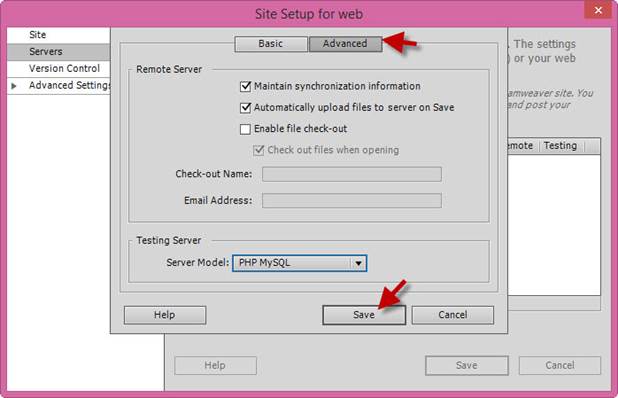 Site Setup for web
Site
Servers
Version Control
Advanced Settings
Basic
Advanced
Remote Server
Maintain synchronization information
Automatically upload files to server on Save
Enable file check-out
Check out files when opening
Check-out Name:
Email Address:
Testing Server
Server Model: PHP MySQL
Help
Save
Cancel
. The settings
) or your web
amweaver site. You
and post your
emote
Testing
Help
Save
Cancel